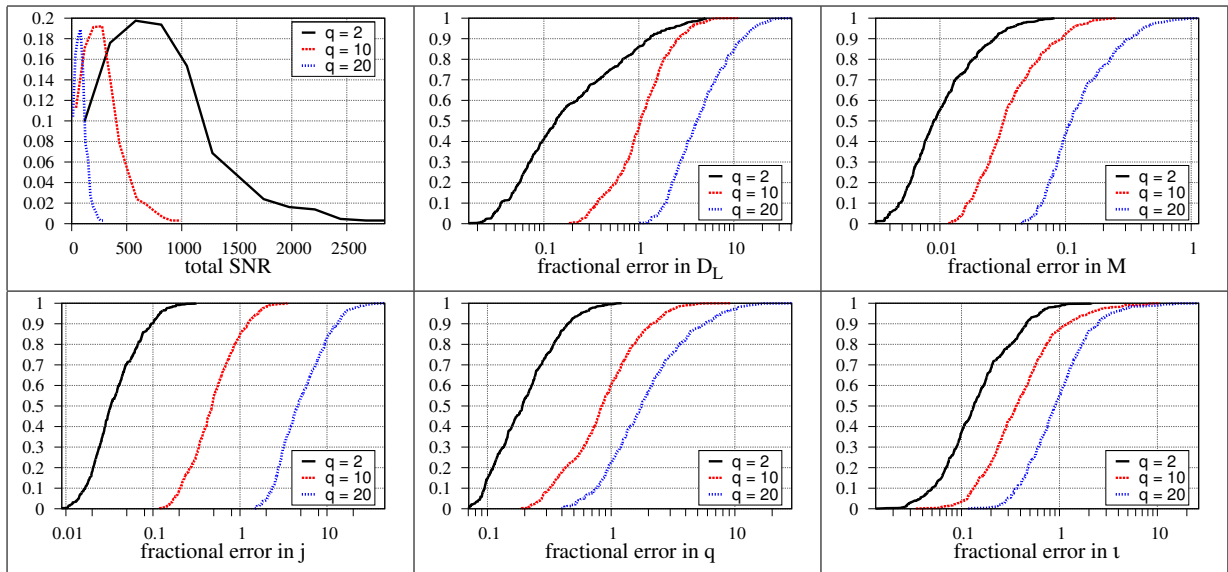 0.2
0.18
0.16
0.14
0.12
0.1
0.08
0.06
0.04
0.02
0
0 500 1000 1500 2000 2500
total SNR
q = 2
q = 10
q = 20
1
0.9
0.8
0.7
0.6
0.5
0.4
0.3
0.2
0.1
0
0.1 1 10
fractional error in D_L
q = 2
q = 10
q = 20
1
0.9
0.8
0.7
0.6
0.5
0.4
0.3
0.2
0.1
0
0.01 0.1 1
fractional error in M
q = 2
q = 10
q = 20
1
0.9
0.8
0.7
0.6
0.5
0.4
0.3
0.2
0.1
0
0.01 0.1 1 10
fractional error in j
q = 2
q = 10
q = 20
1
0.9
0.8
0.7
0.6
0.5
0.4
0.3
0.2
0.1
0
0.1 1 10
fractional error in q
q = 2
q = 10
q = 20
1
0.9
0.8
0.7
0.6
0.5
0.4
0.3
0.2
0.1
0
0.1 1 10
fractional error in ι
q = 2
q = 10
q = 20